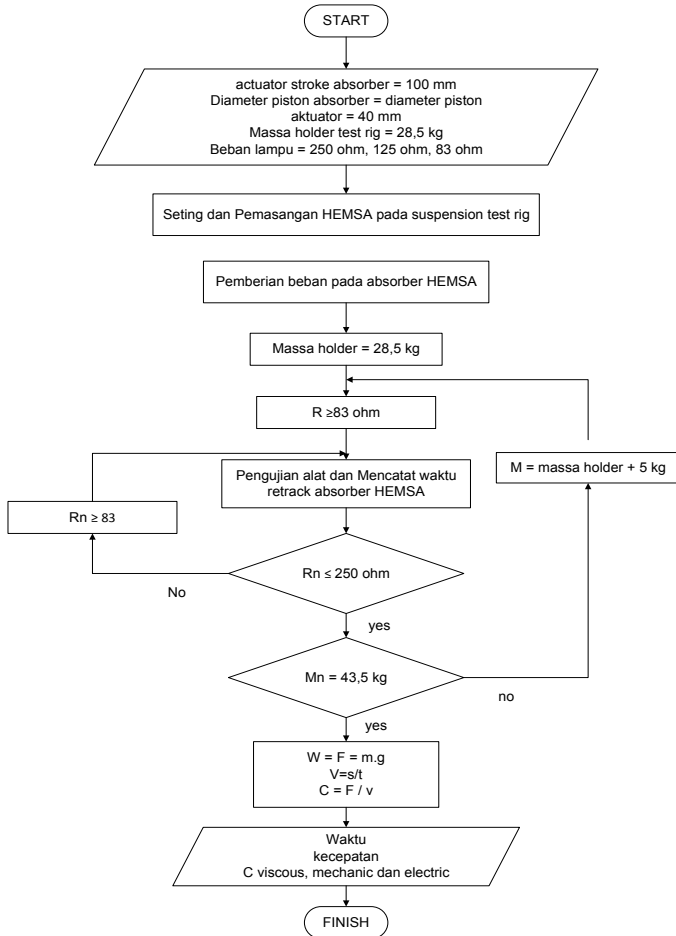 START
actuator stroke absorber = 100 mm
Diameter piston absorber = diameter piston
aktuator = 40 mm
Massa holder test rig = 28,5 kg
Beban lampu = 250 ohm, 125 ohm, 83 ohm
Seting dan Pemasangan HEMSA pada suspension test rig
Pemberian beban pada absorber HEMSA
Massa holder = 28,5 kg
R ≥83 ohm
Pengujian alat dan Mencatat waktu
retrack absorber HEMSA
M = massa holder + 5 kg
Rn ≥ 83
Rn ≤ 250 ohm
No
yes
Mn = 43,5 kg
no
yes
W = F = m.g
V=s/t
C = F / v
Waktu
kecepatan
C viscous, mechanic dan electric
FINISH